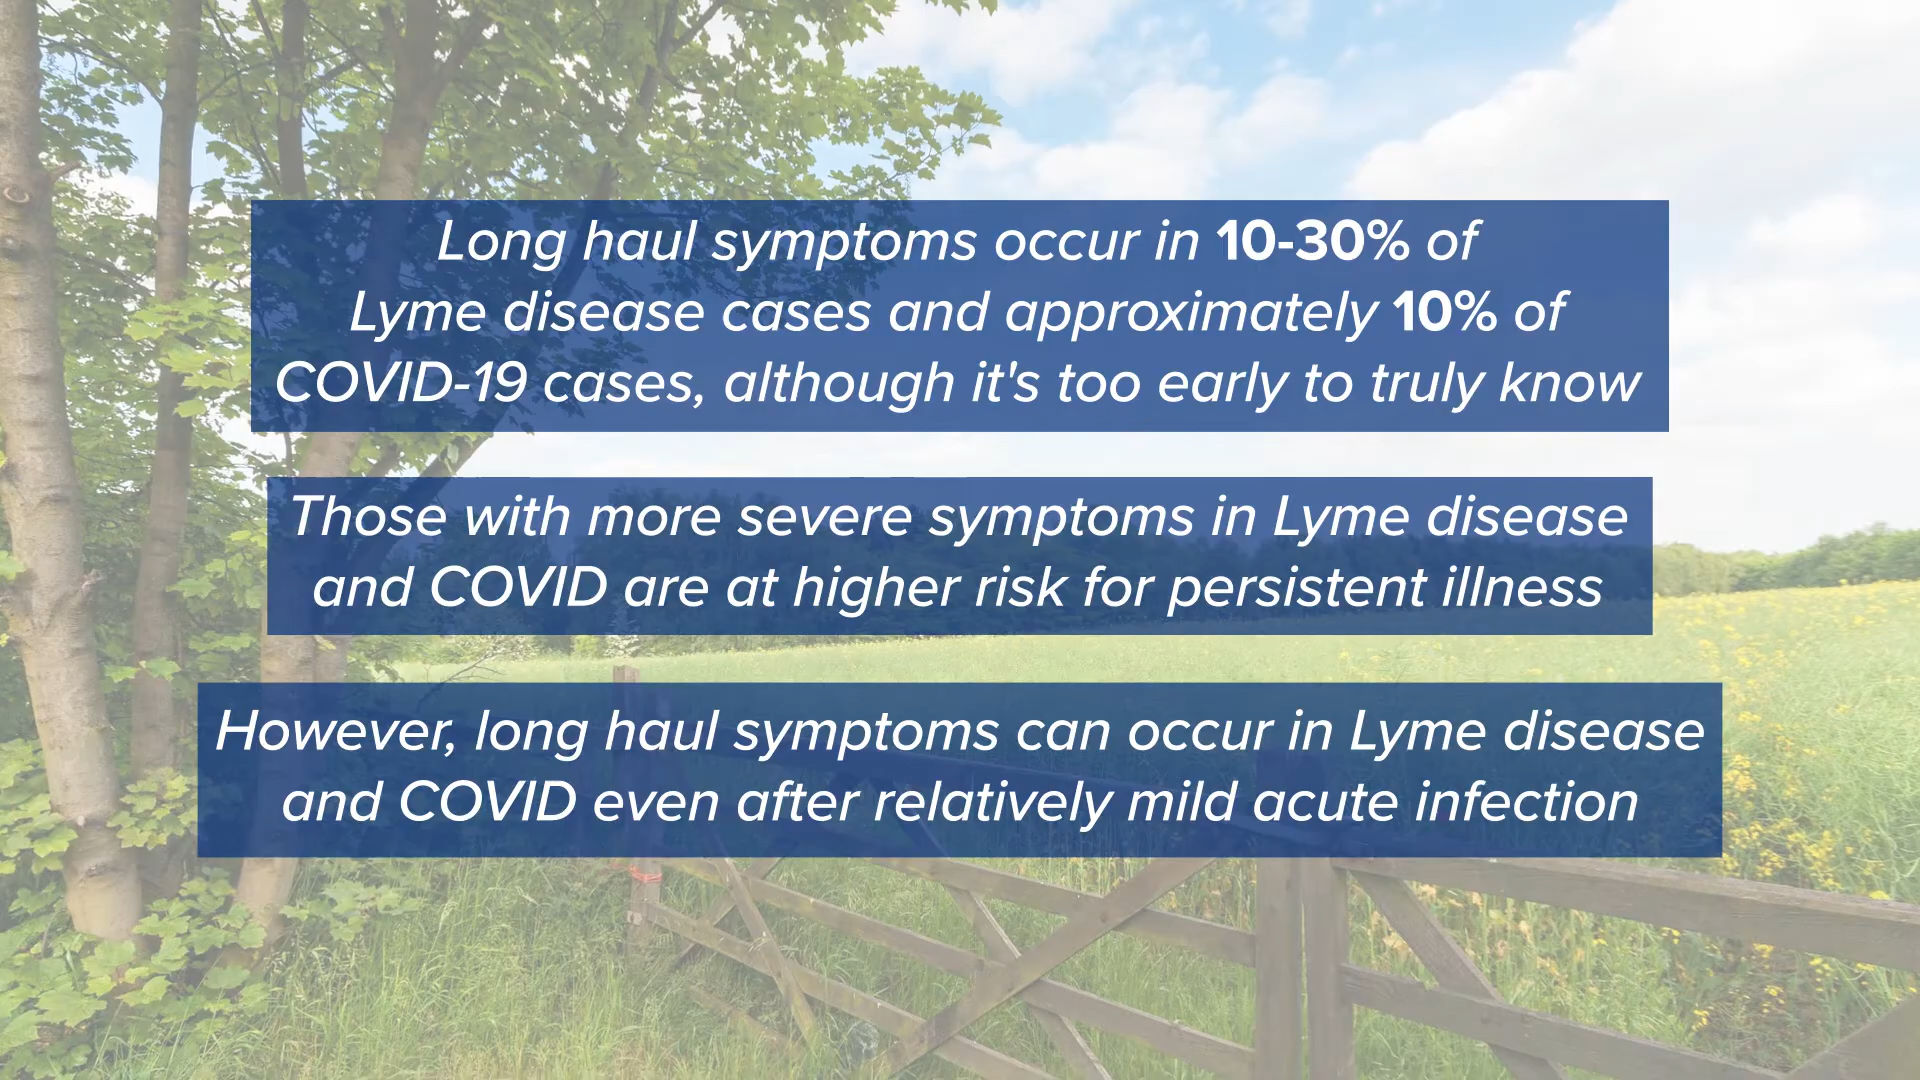 Long haul symptoms occur in 10-30% of
Lyme disease cases and approximately 10% of
COVID-19 cases, although it's too early to truly know
Those with more severe symptoms in Lyme disease
and COVID are at higher risk for persistent illness
However, long haul symptoms can occur in Lyme disease
and COVID even after relatively mild acute infection